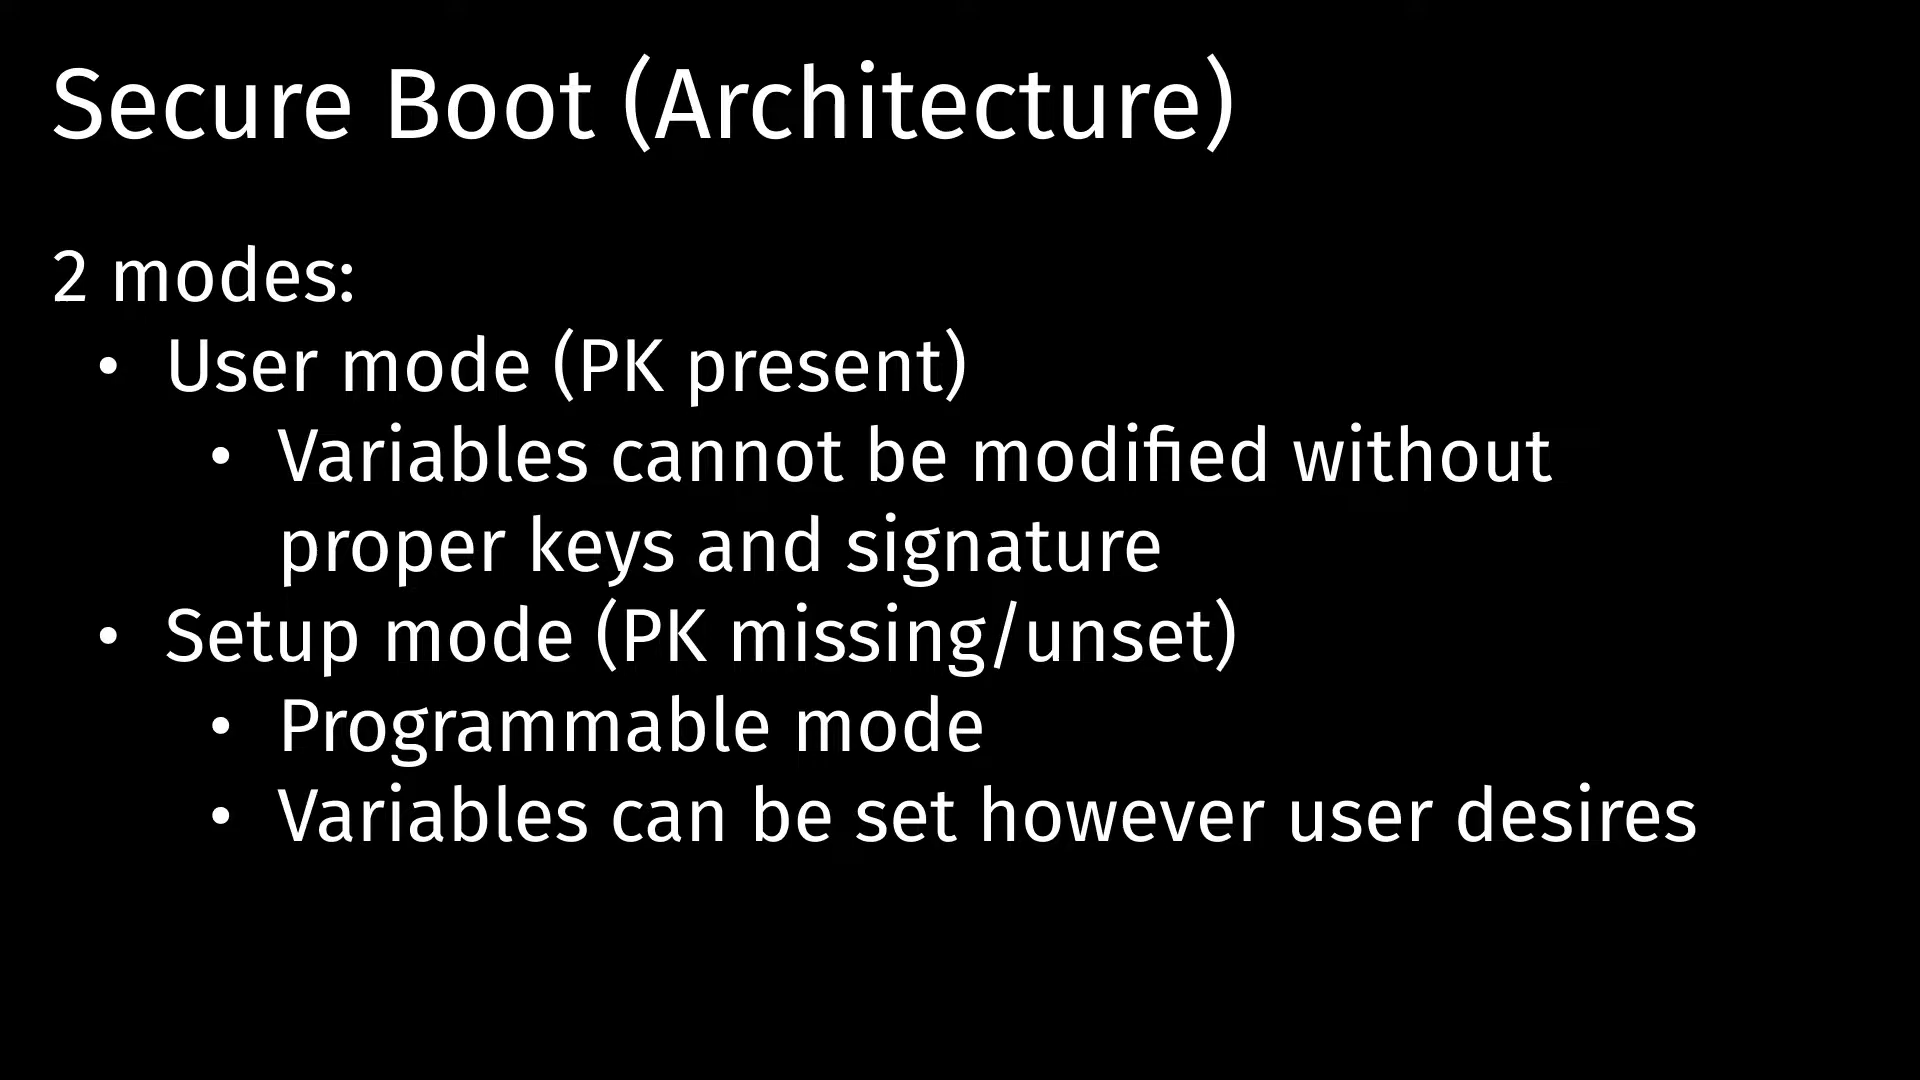 Secure Boot (Architecture)
2 modes:
• User mode (PK present)
• Variables cannot be modified without
proper keys and signature
• Setup mode (PK missing/unset)
• Programmable mode
• Variables can be set however user desires